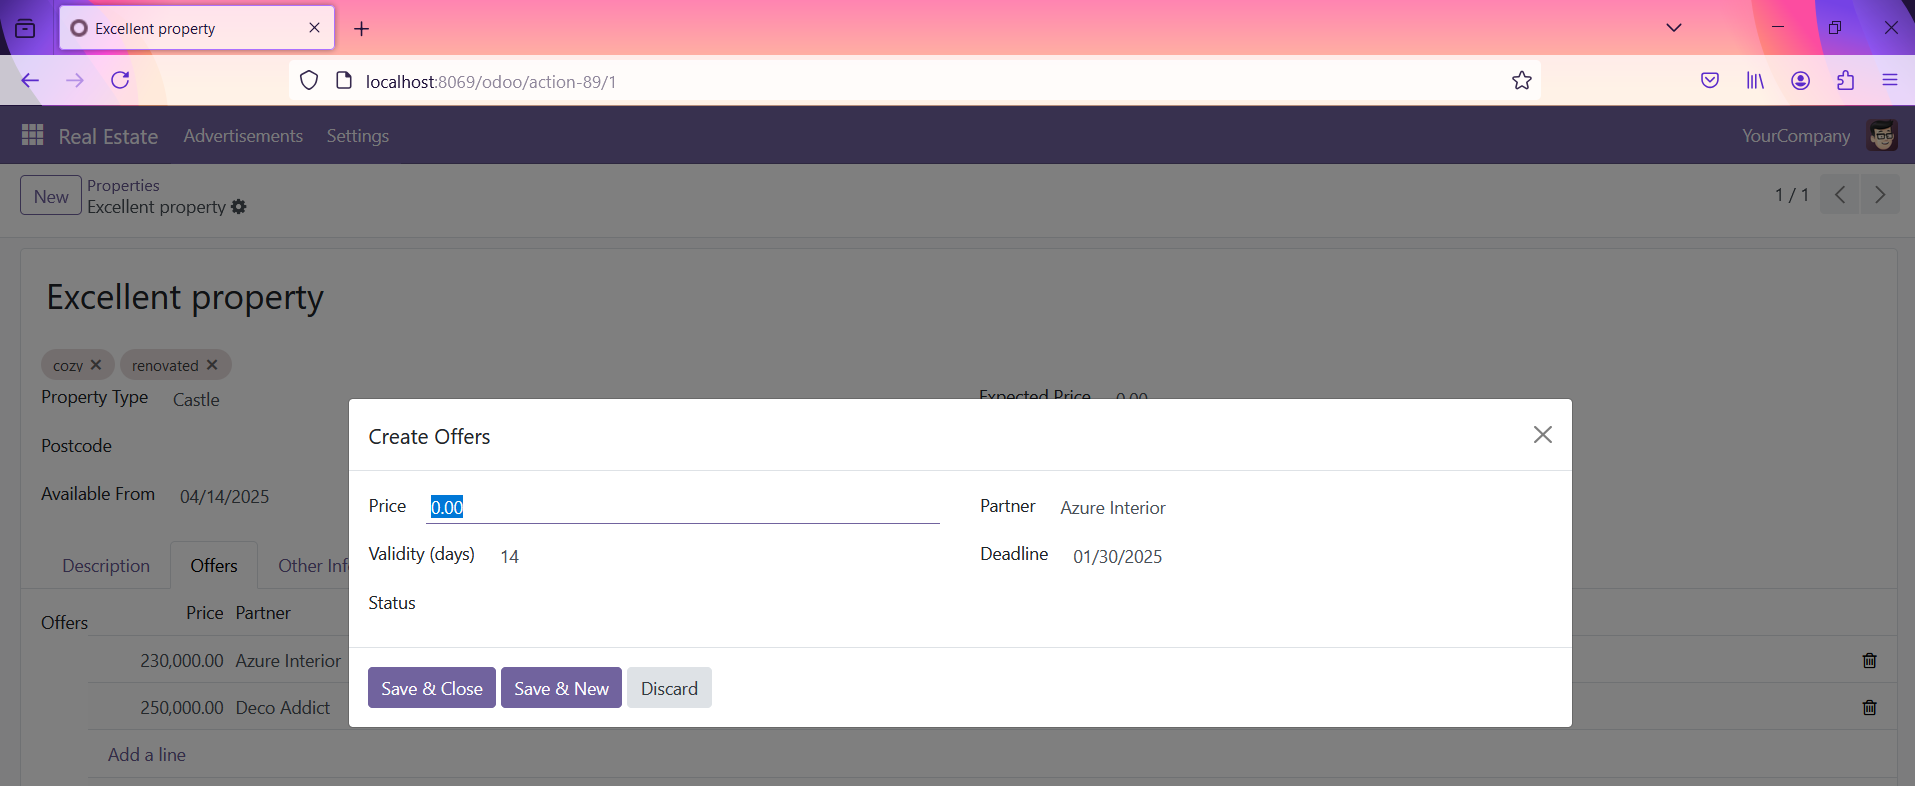 Excellent property
localhost:8069/odoo/action-89/1
Real Estate Advertisements Settings YourCompany
New Properties
Excellent property
1 / 1
Excellent property
cozy renovated
Property Type Castle
Expected Price 0.00
Postcode
Available From 04/14/2025
Create Offers
Price 0.00
Partner Azure Interior
Validity (days) 14
Deadline 01/30/2025
Status
Save & Close Save & New Discard
Description Offers Other Inf
Offers
Price Partner
230,000.00 Azure Interior
250,000.00 Deco Addict
Add a line